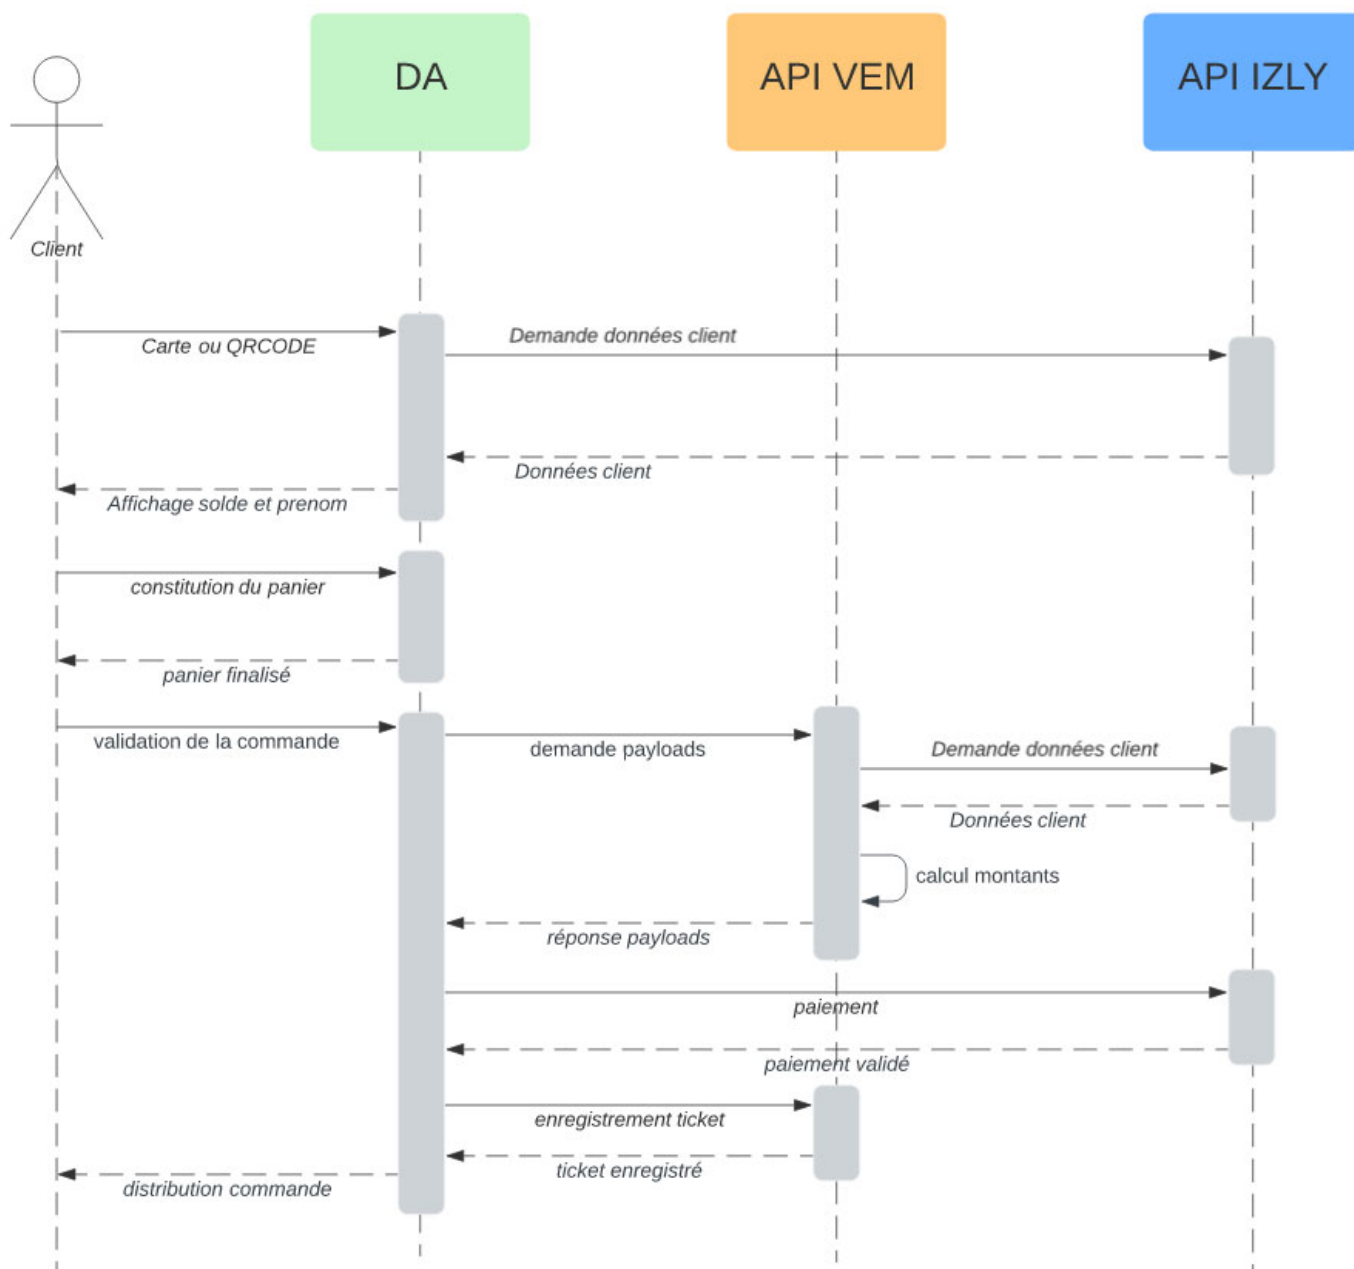 DA
API VEM
API IZLY
Client
Carte ou QRCODE
Demande données client
Données client
Affichage solde et prenom
constitution du panier
panier finalisé
validation de la commande
demande payloads
Demande données client
Données client
calcul montants
réponse payloads
paiement
paiement validé
enregistrement ticket
ticket enregistré
distribution commande